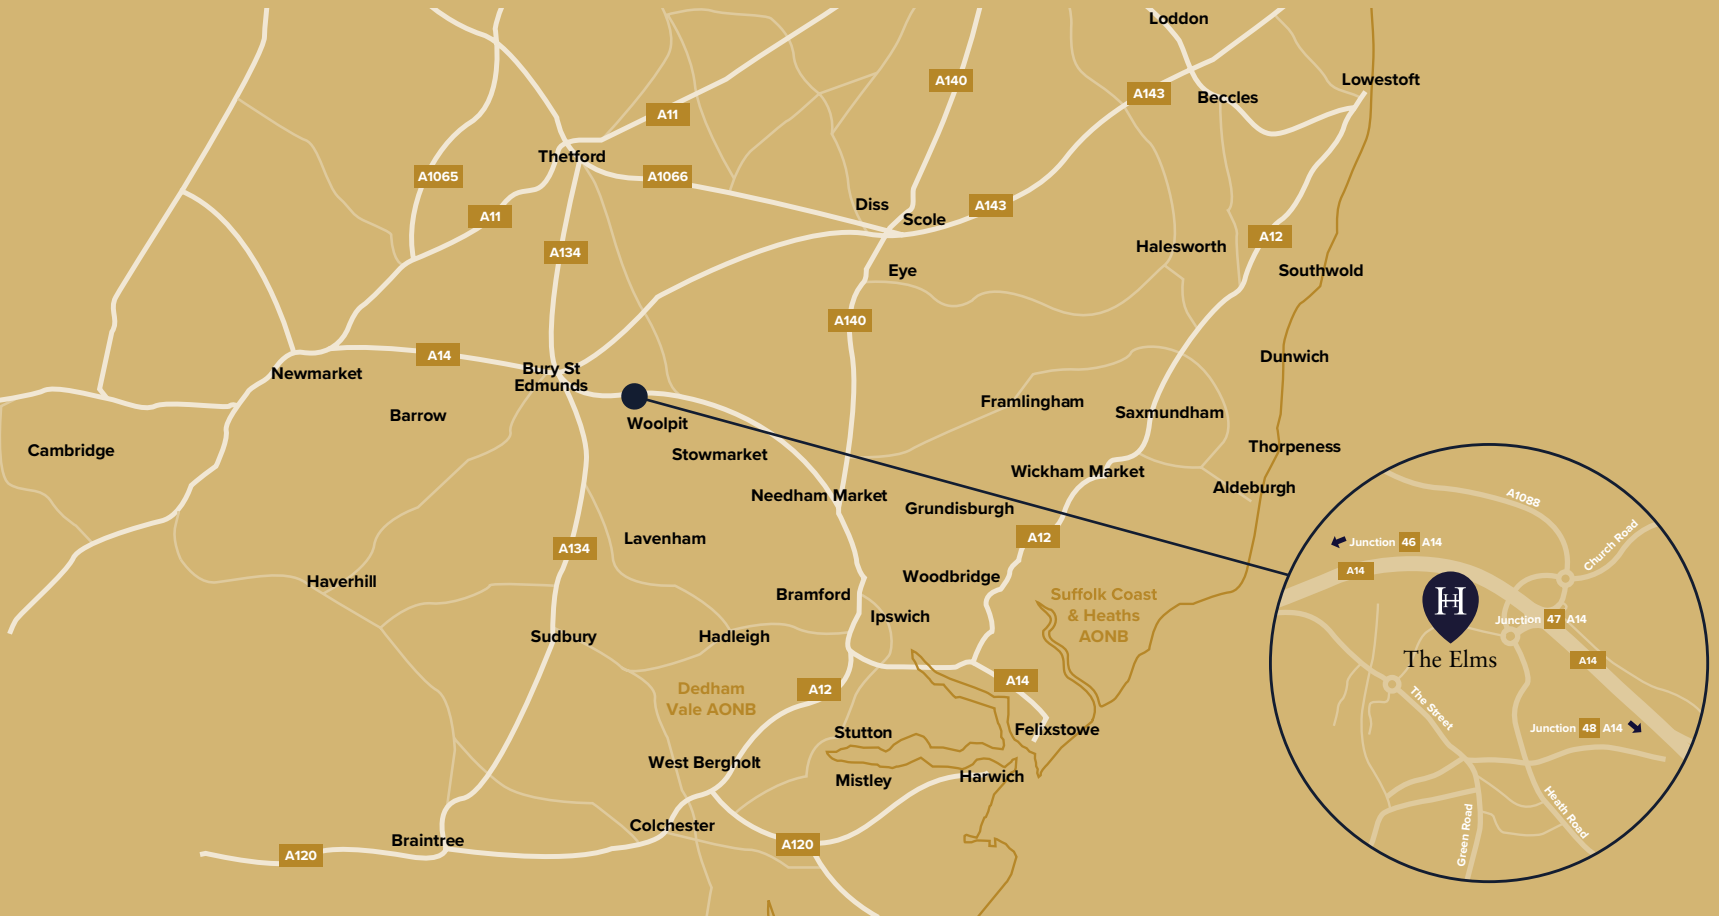 Loddon
Lowestoft
A140
A143
Beccles
A11
Thetford
A1065
A1066
A11
Diss
A143
Scole
A134
Halesworth
A12
Eye
Southwold
A140
A14
Dunwich
Newmarket
Bury St
Edmunds
Barrow
Framlingham
Saxmundham
Woolpit
Cambridge
Stowmarket
Thorpeness
Wickham Market
Needham Market
Aldeburgh
Grundisburgh
A134
Lavenham
A12
Haverhill
Woodbridge
Bramford
Suffolk Coast
& Heaths
AONB
Ipswich
Sudbury
Hadleigh
Dedham
Vale AONB
A12
A14
Stutton
Felixstowe
West Bergholt
Mistley
Harwich
Colchester
Braintree
A120
A120
A1088
Church Road
Junction 46 A14
A14
H
Junction 47 A14
The Elms
A14
The Street
Junction 48 A14
Heath Road
Green Road